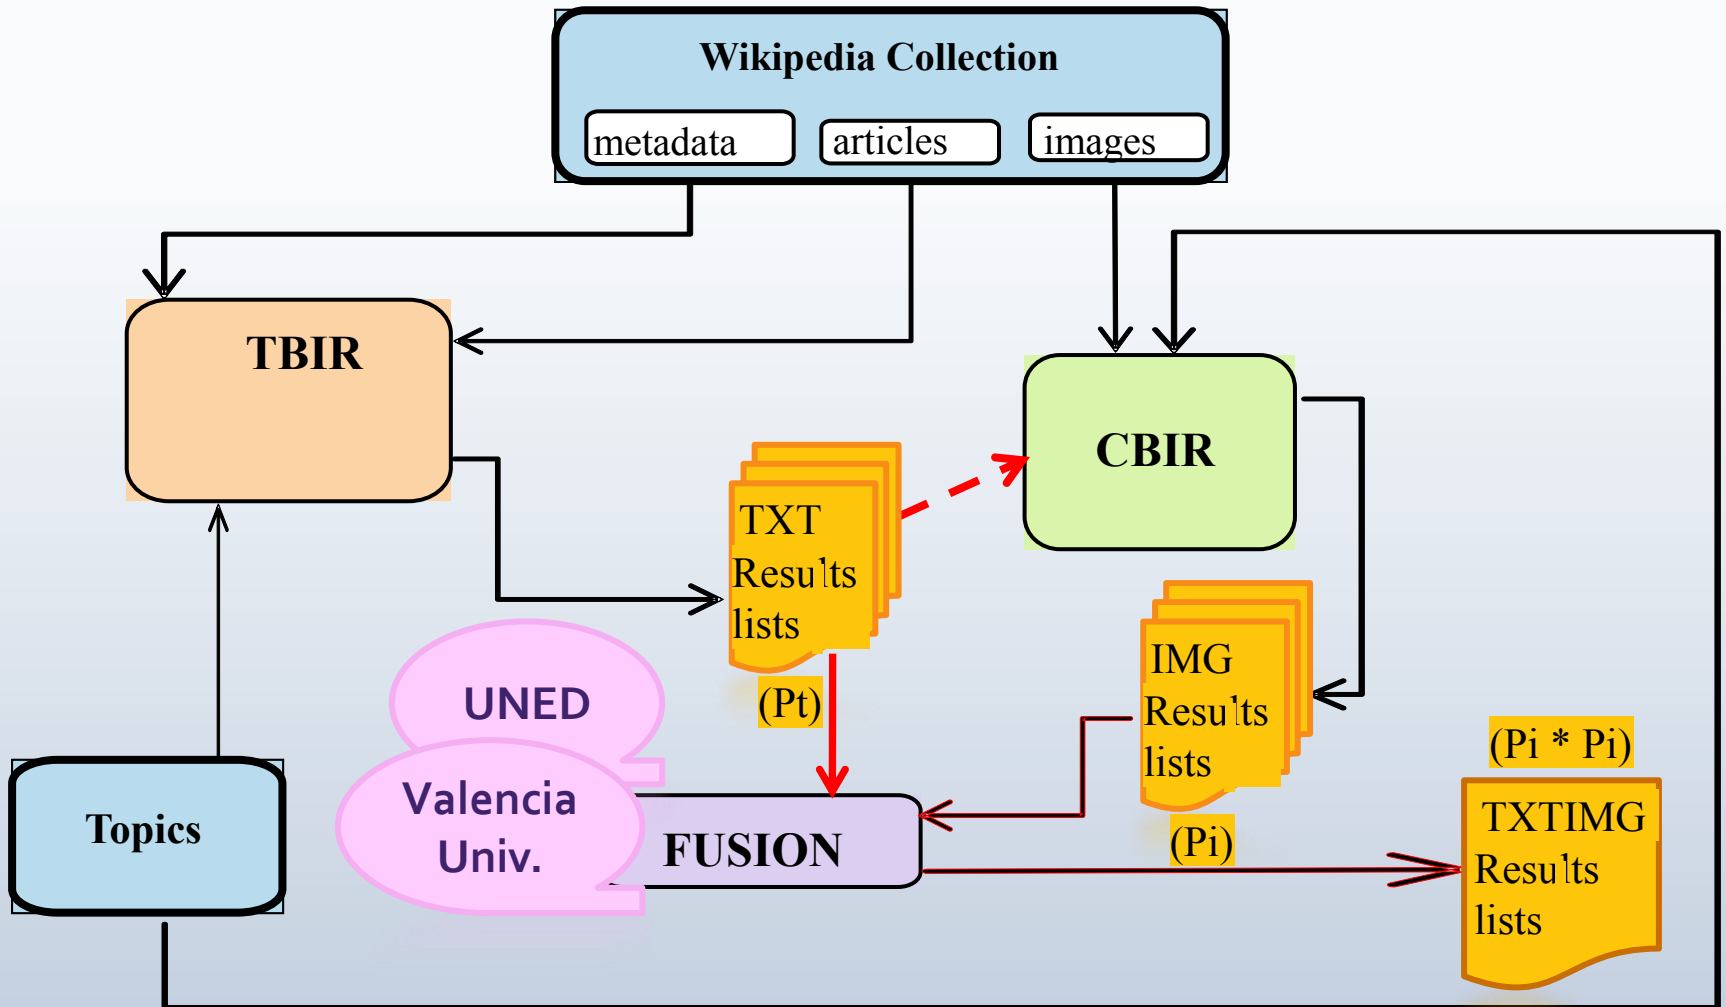 Wikipedia Collection
metadata
articles
images
TBIR
CBIR
TXT
Results
lists
(Pt)
UNED
Valencia
Univ.
IMG
Results
lists
(Pi)
Topics
FUSION
(Pi * Pi)
TXTIMG
Results
lists